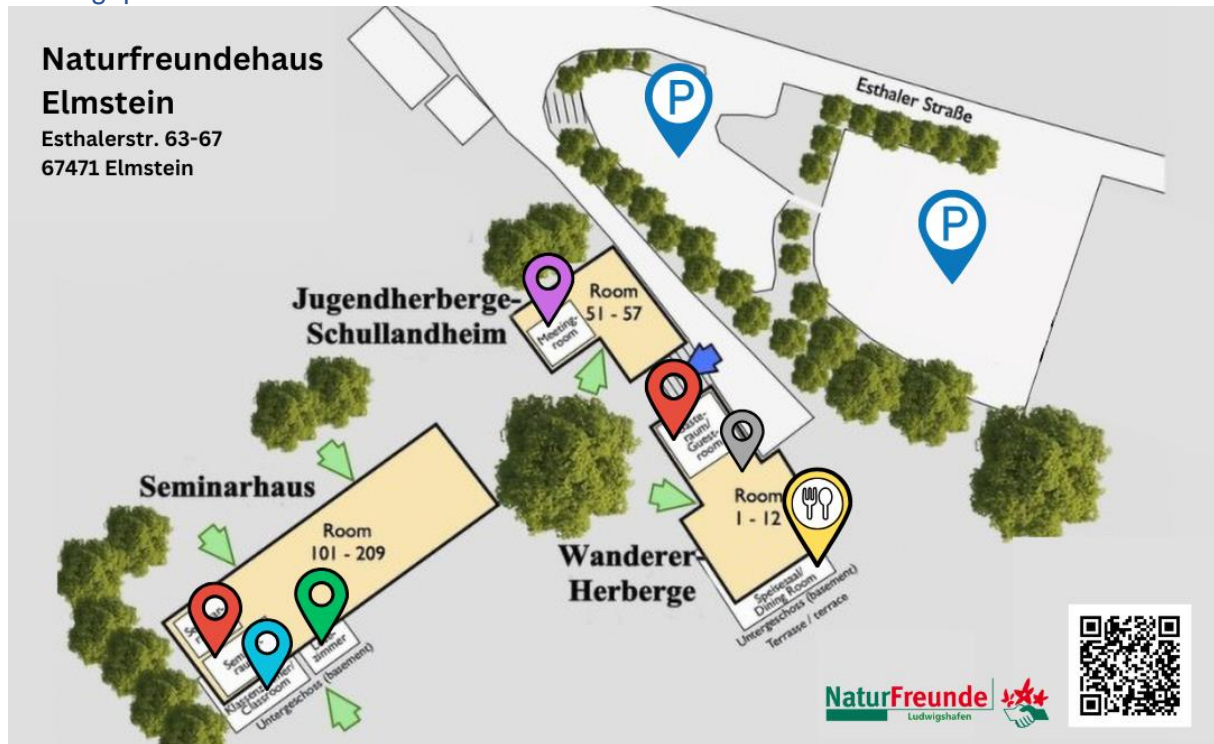 Naturfreundehaus
Elmstein
Esthalerstr. 63-67
67471 Elmstein
P
Esthaler Straße
P
Jugendherberge-
Schullandheim
Room
51 - 57
Meeting-
room
raum/
Guest-
room
Seminarhaus
Room
101 - 209
Room
1 - 12
Wanderer-
Herberge
Speisesaal/
Dining Room
Untergeschoss (basement)
Terrasse / terrace
zimmer
Classroom
Untergeschoss (basement)
NaturFreunde
Ludwigshafen